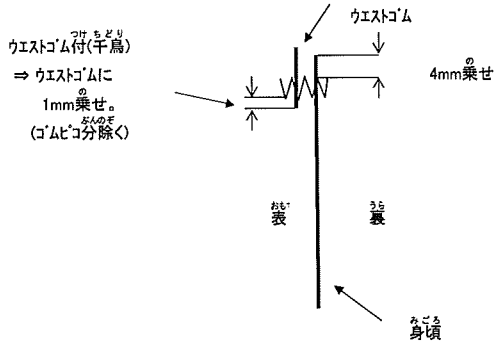 ウエストゴム
ウエストゴム付(千鳥)
⇒ ウエストゴムに
1mm乗せ。
(ゴムピコ分除く)
4mm乗せ
表
裏
身頃